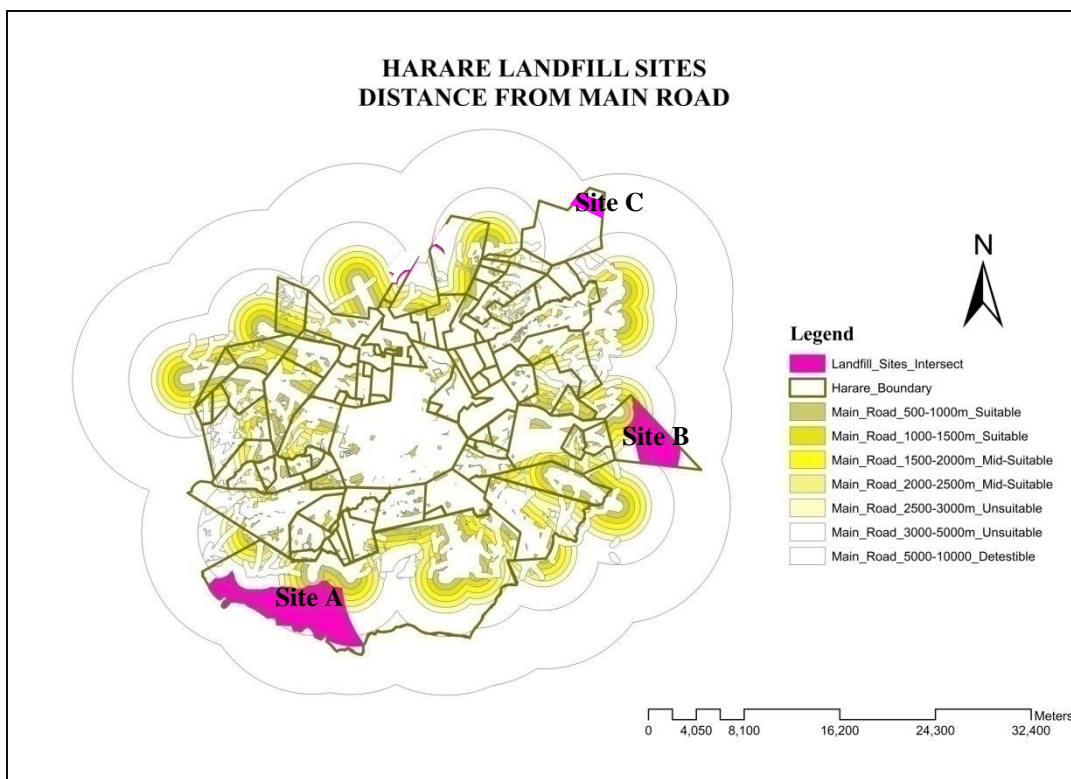 HARARE LANDFILL SITES
DISTANCE FROM MAIN ROAD
Site C
N
Legend
Landfill_Sites_Intersect
Harare_Boundary
Main_Road_500-1000m_Suitable
Main_Road_1000-1500m_Suitable
Main_Road_1500-2000m_Mid-Suitable
Main_Road_2000-2500m_Mid-Suitable
Main_Road_2500-3000m_Unsuitable
Main_Road_3000-5000m_Unsuitable
Main_Road_5000-10000_Detestible
Site B
Site A
Meters
0 4,050 8,100 16,200 24,300 32,400